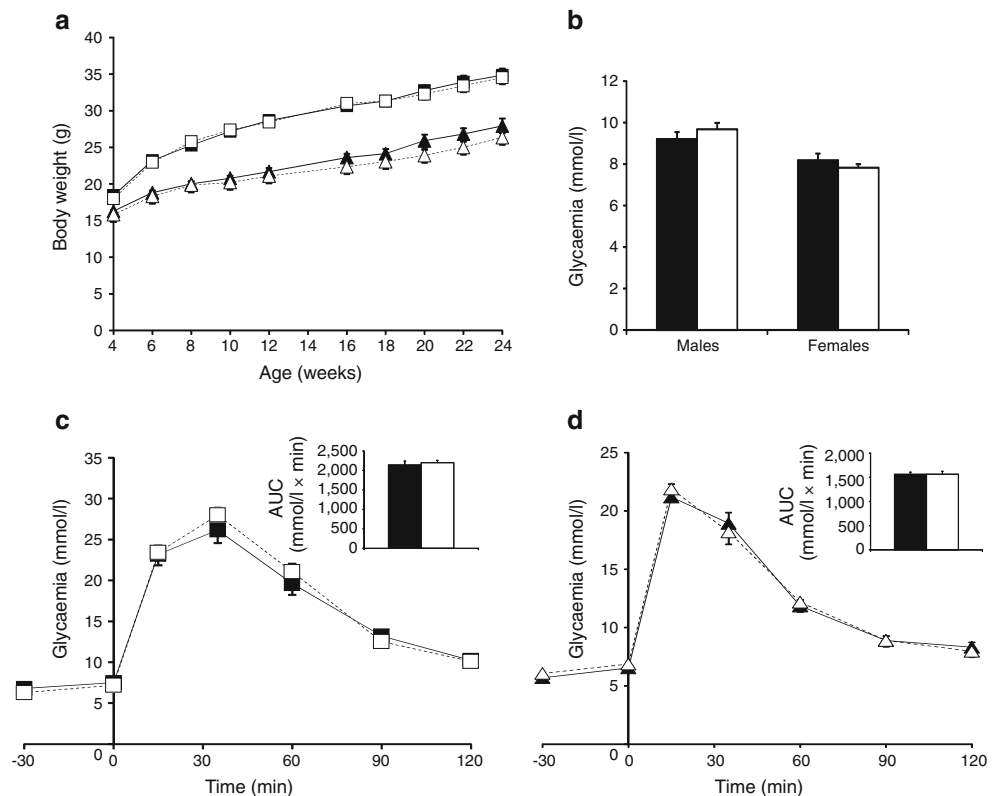 a
40
35
30
25
20
15
10
5
0
Body weight (g)
4 6 8 10 12 14 16 18 20 22 24
Age (weeks)
b
12
10
8
6
4
2
0
Glycaemia (mmol/l)
Males Females
c
35
30
25
20
15
10
5
0
Glycaemia (mmol/l)
-30 0 30 60 90 120
Time (min)
2,500
2,000
1,500
1,000
500
0
AUC
(mmol/l × min)
d
25
20
15
10
5
0
Glycaemia (mmol/l)
-30 0 30 60 90 120
Time (min)
2,000
1,500
1,000
500
0
AUC
(mmol/l × min)